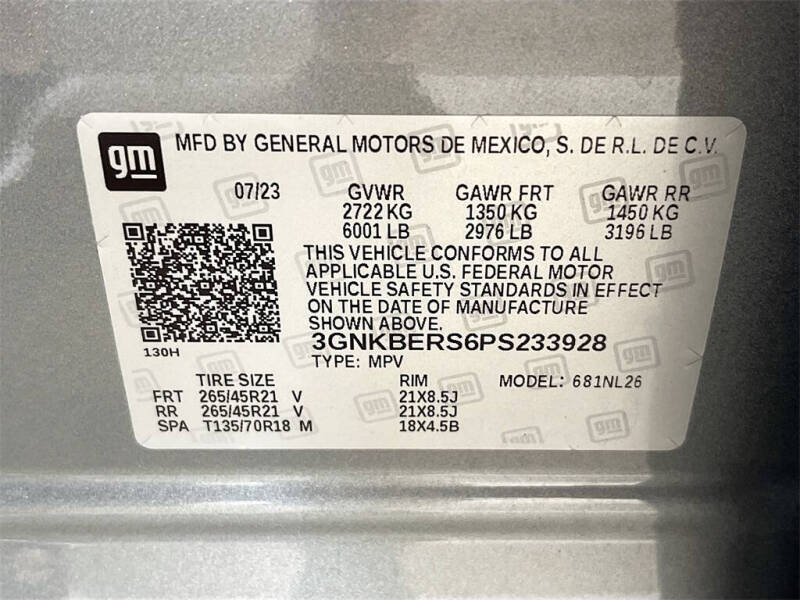 gm MFD BY GENERAL MOTORS DE MEXICO, S. DE R.L. DE C.V.
07/23 GVWR GAWR FRT GAWR RR
2722 KG 1350 KG 1450 KG
6001 LB 2976 LB 3196 LB
THIS VEHICLE CONFORMS TO ALL
APPLICABLE U.S. FEDERAL MOTOR
VEHICLE SAFETY STANDARDS IN EFFECT
ON THE DATE OF MANUFACTURE
SHOWN ABOVE.
3GNKBERS6PS233928
130H
TYPE: MPV
TIRE SIZE RIM MODEL: 681NL26
FRT 265/45R21 V 21X8.5J
RR 265/45R21 V 21X8.5J
SPA T135/70R18 M 18X4.5B